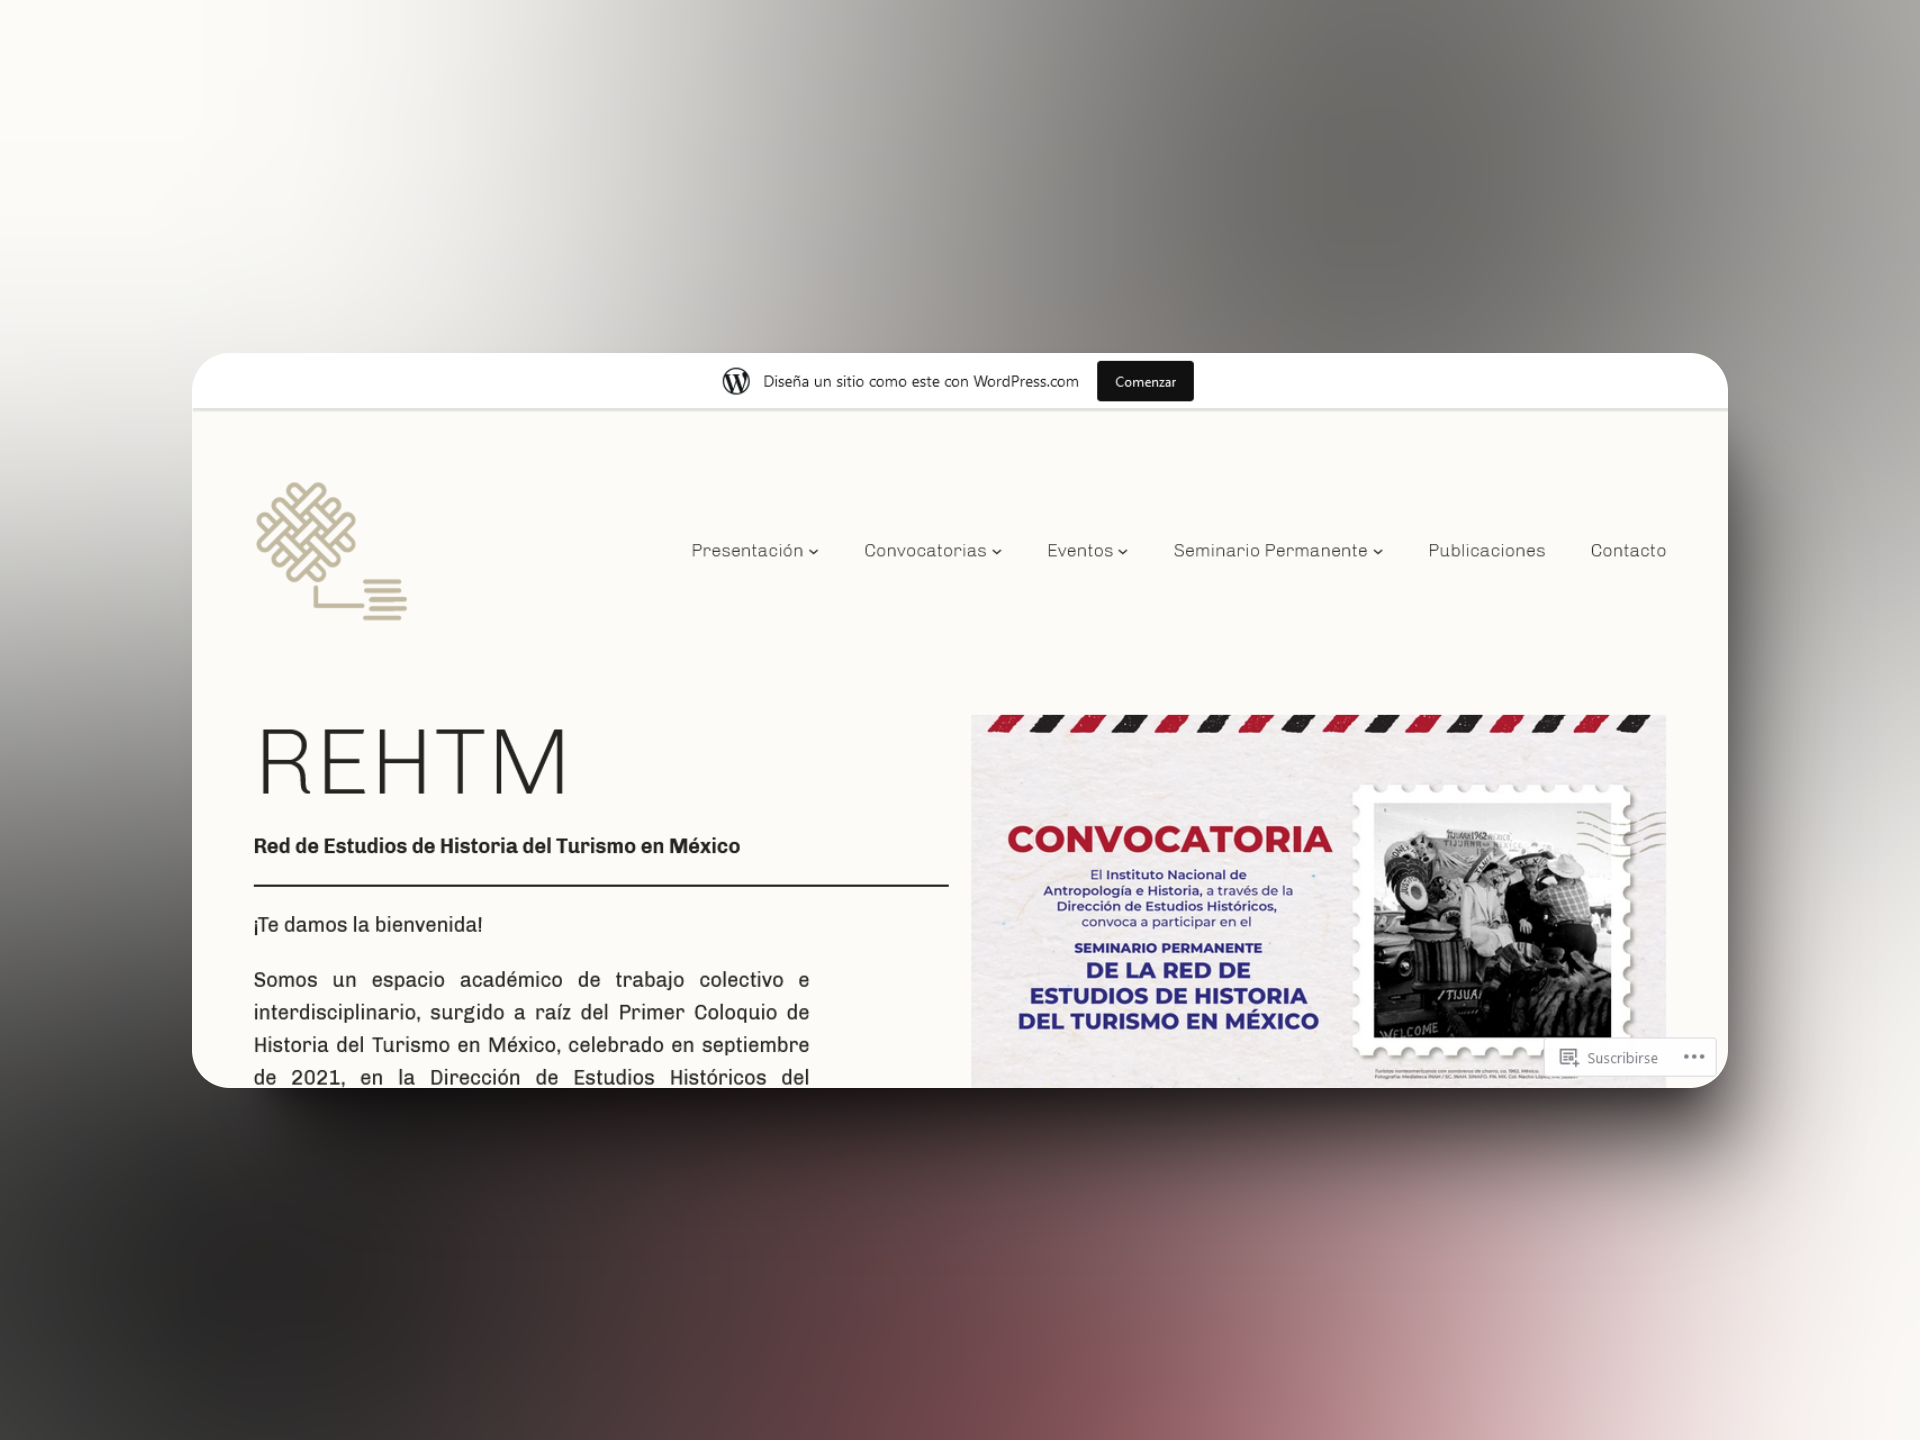 Diseña un sitio como este con WordPress.com
Comenzar
Presentación
Convocatorias
Eventos
Seminario Permanente
Publicaciones
Contacto
REHTM
Red de Estudios de Historia del Turismo en México
¡Te damos la bienvenida!
Somos un espacio académico de trabajo colectivo e
interdisciplinario, surgido a raíz del Primer Coloquio de
Historia del Turismo en México, celebrado en septiembre
de 2021, en la Dirección de Estudios Históricos del
CONVOCATORIA
El Instituto Nacional de
Antropología e Historia, a través de la
Dirección de Estudios Históricos,
convoca a participar en el
SEMINARIO PERMANENTE
DE LA RED DE
ESTUDIOS DE HISTORIA
DEL TURISMO EN MÉXICO
WELCOME
Suscribirse